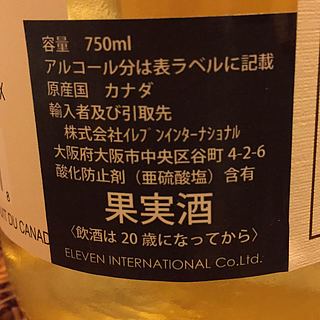 容量　750ml
アルコール分は表ラベルに記載
原産国　カナダ
輸入者及び引取先
株式会社ｲﾚﾌﾞﾝｲﾝﾀｰﾅｼｮﾅﾙ
大阪府大阪市中央区谷町 4-2-6
酸化防止剤（亜硫酸塩）含有
果実酒
〈飲酒は 20 歳になってから〉
ELEVEN INTERNATIONAL Co.Ltd.
DU CANAD